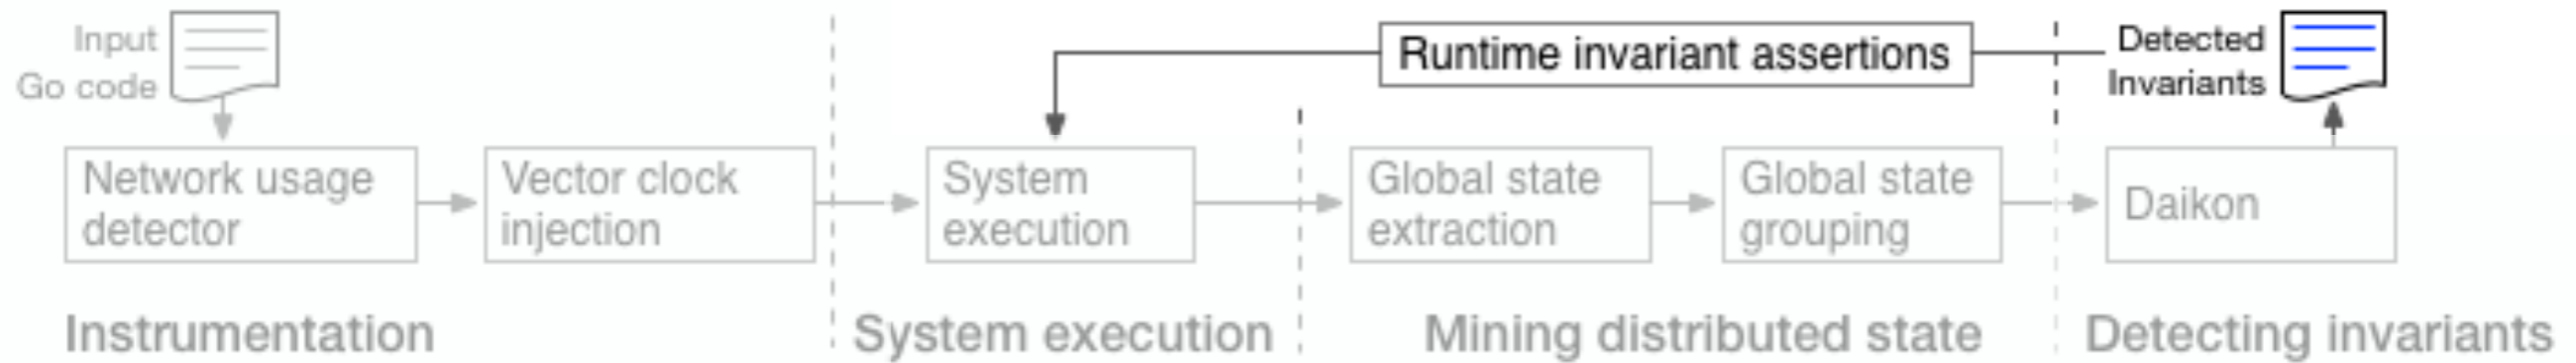 Input
Go code
Runtime invariant assertions
Detected
Invariants
Network usage
detector
Vector clock
injection
System
execution
Global state
extraction
Global state
grouping
Daikon
Instrumentation
System execution
Mining distributed state
Detecting invariants